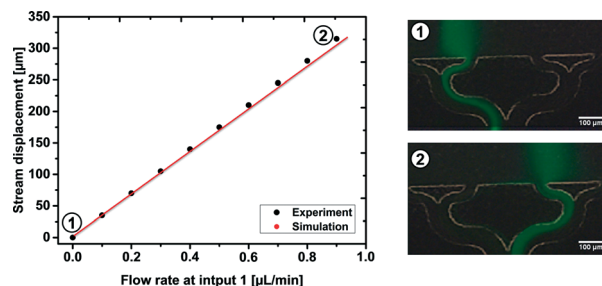 350
300
250
200
150
100
50
0
Stream displacement [µm]
1
2
Experiment
Simulation
0.0 0.2 0.4 0.6 0.8 1.0
Flow rate at intput 1 [µL/min]
1
100 µm
2
100 µm